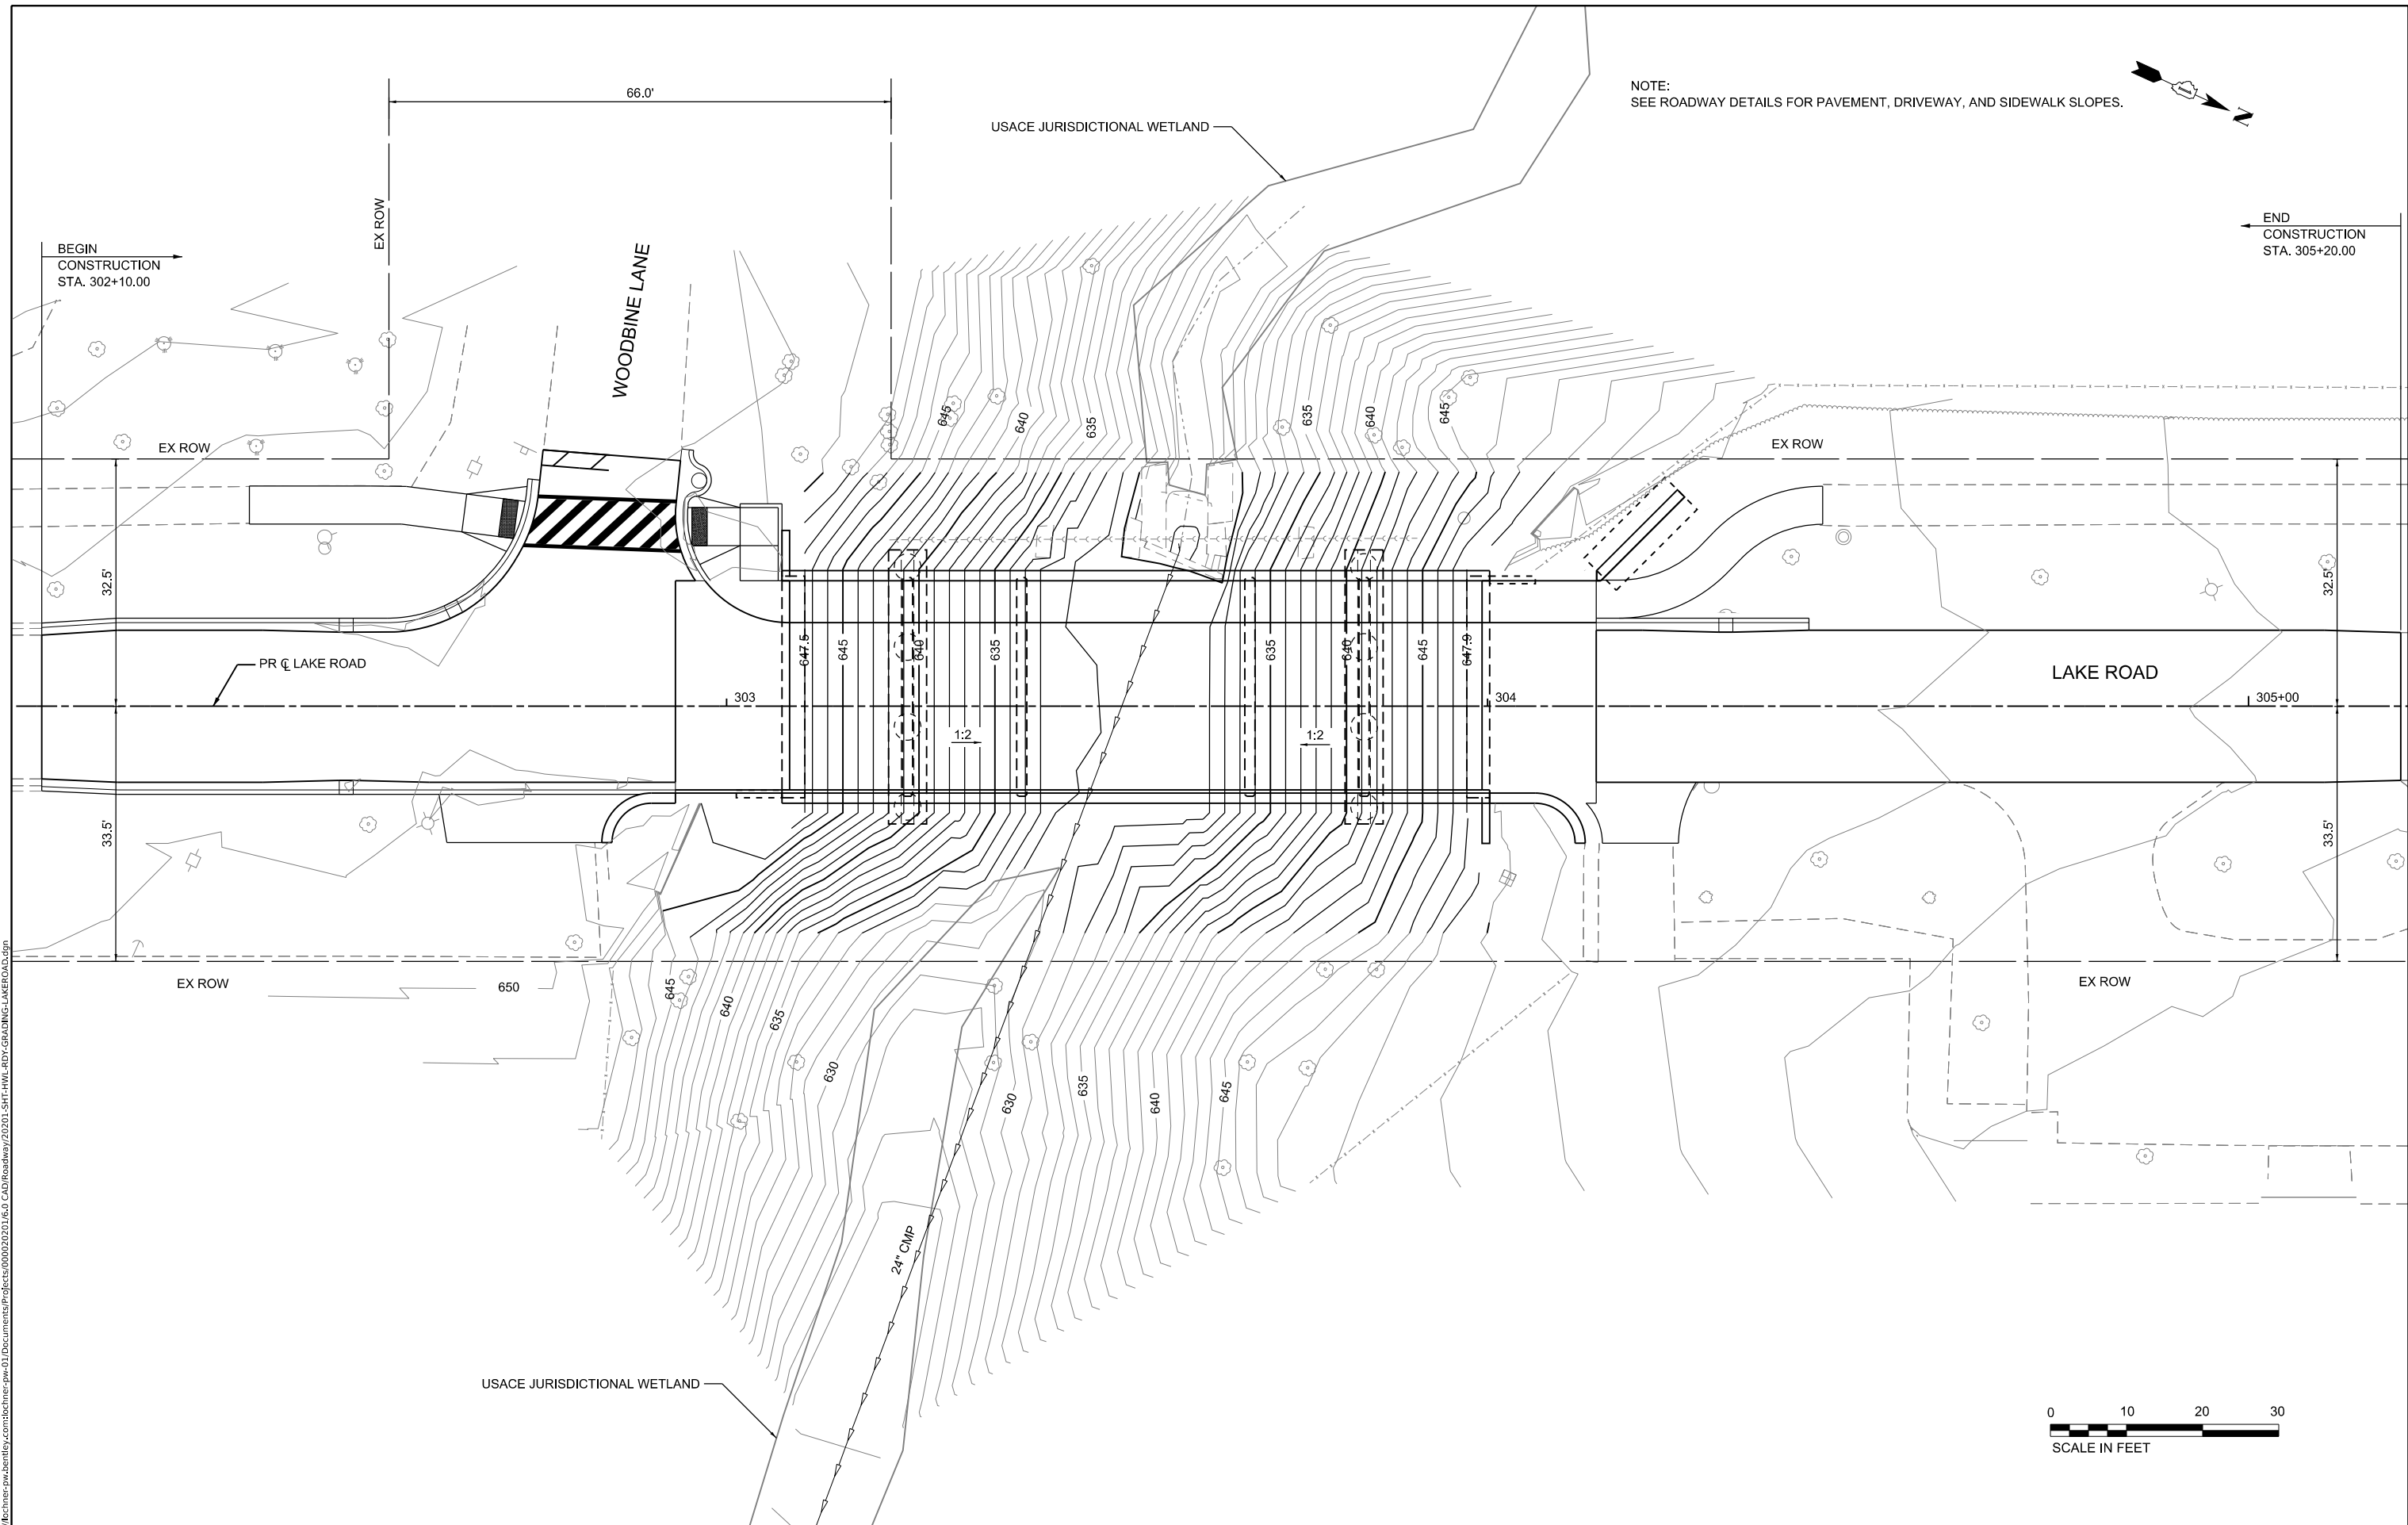 66.0'
NOTE:
SEE ROADWAY DETAILS FOR PAVEMENT, DRIVEWAY, AND SIDEWALK SLOPES.
N
USACE JURISDICTIONAL WETLAND
EX ROW
BEGIN
CONSTRUCTION
STA. 302+10.00
END
CONSTRUCTION
STA. 305+20.00
WOODBINE LANE
EX ROW
EX ROW
645
640
635
635
640
645
32.5'
32.5'
647.5
645
640
635
635
640
645
647.9
PR ℄ LAKE ROAD
LAKE ROAD
303
304
305+00
1:2
1:2
33.5'
33.5'
EX ROW
650
EX ROW
645
640
635
630
630
635
640
645
24" CMP
USACE JURISDICTIONAL WETLAND
0 10 20 30
SCALE IN FEET